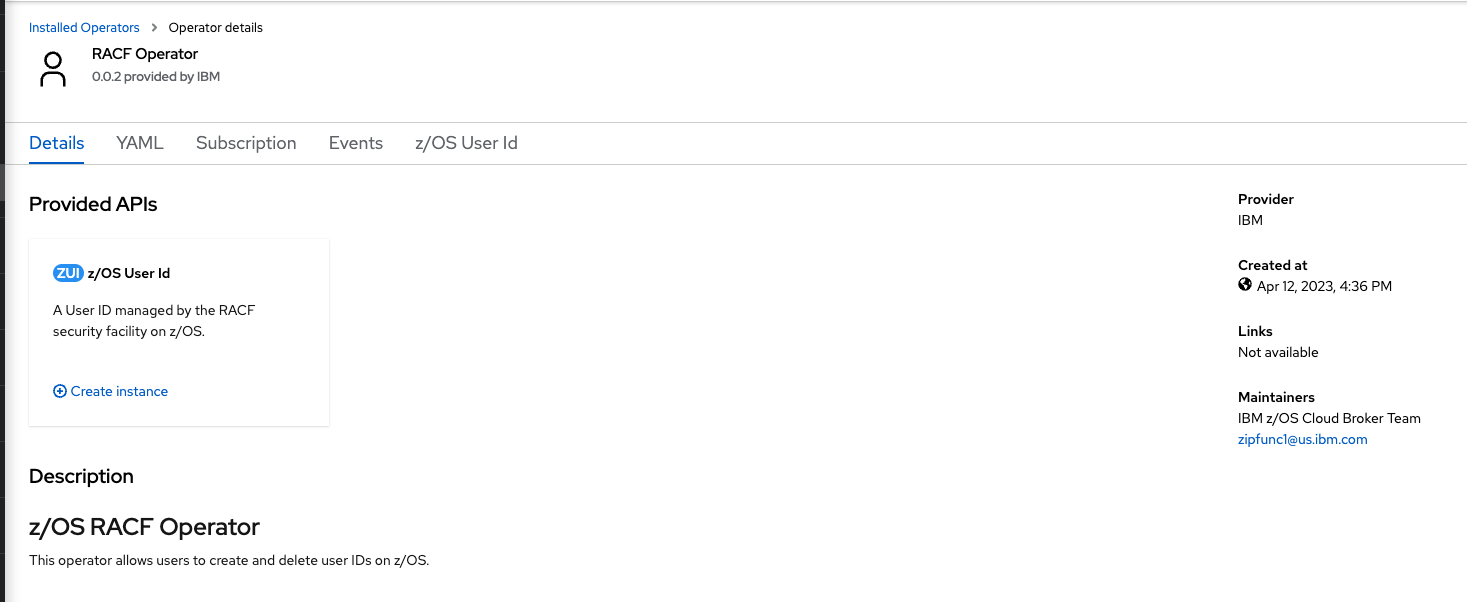 Installed Operators > Operator details
RACF Operator
0.0.2 provided by IBM
Details YAML Subscription Events z/OS User Id
Provided APIs
ZUI z/OS User Id
A User ID managed by the RACF
security facility on z/OS.
Create instance
Description
z/OS RACF Operator
This operator allows users to create and delete user IDs on z/OS.
Provider
IBM
Created at
Apr 12, 2023, 4:36 PM
Links
Not available
Maintainers
IBM z/OS Cloud Broker Team
zipfunc1@us.ibm.com